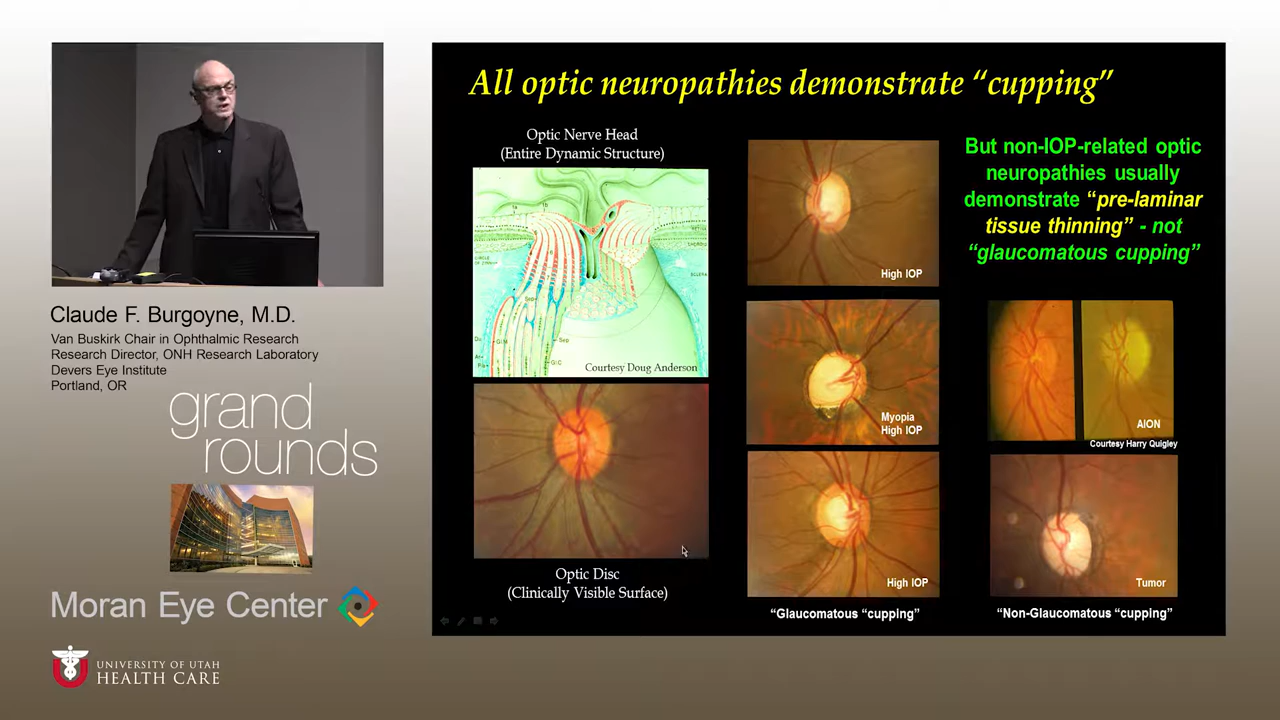 Claude F. Burgoyne, M.D.
Van Buskirk Chair in Ophthalmic Research
Research Director, ONH Research Laboratory
Devers Eye Institute
Portland, OR
grand
rounds
Moran Eye Center
UNIVERSITY OF UTAH
HEALTH CARE
All optic neuropathies demonstrate “cupping”
Optic Nerve Head
(Entire Dynamic Structure)
Courtesy Doug Anderson
Optic Disc
(Clinically Visible Surface)
High IOP
Myopia
High IOP
High IOP
“Glaucomatous “cupping”
But non-IOP-related optic
neuropathies usually
demonstrate “pre-laminar
tissue thinning” - not
“glaucomatous cupping”
AION
Courtesy Harry Quigley
Tumor
“Non-Glaucomatous “cupping”